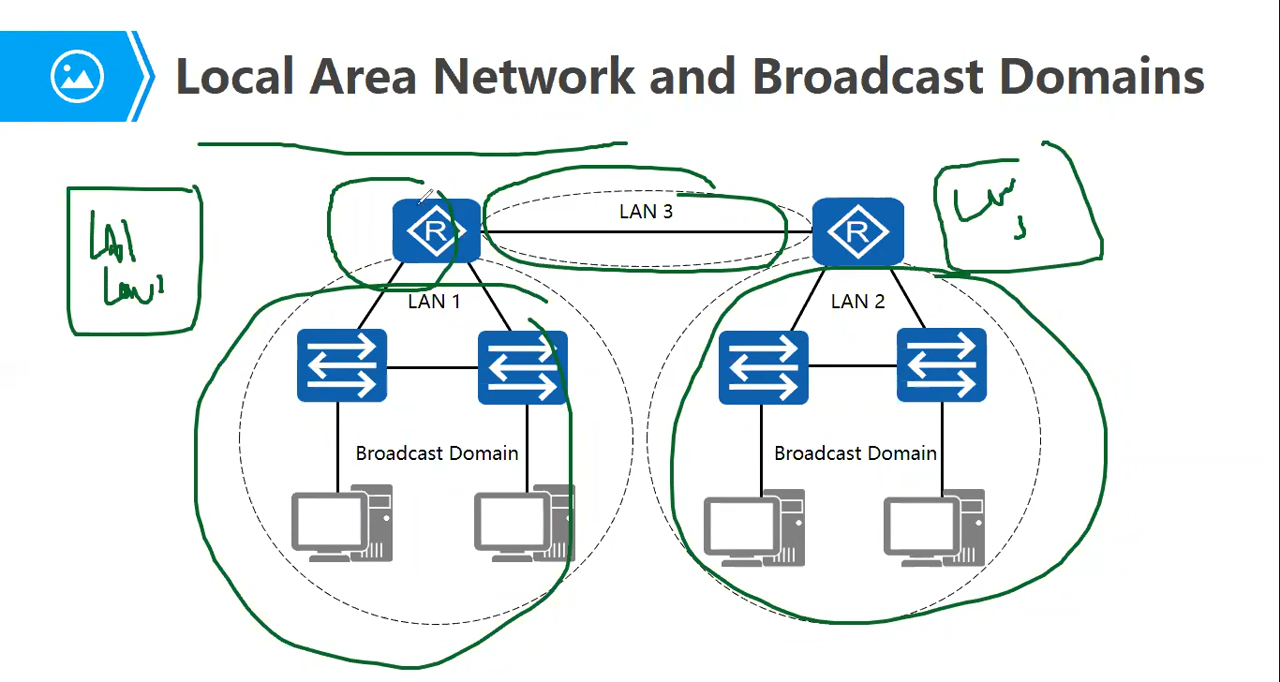 Local Area Network and Broadcast Domains
LAN 3
R
R
LAN 1
LAN 2
Broadcast Domain
Broadcast Domain